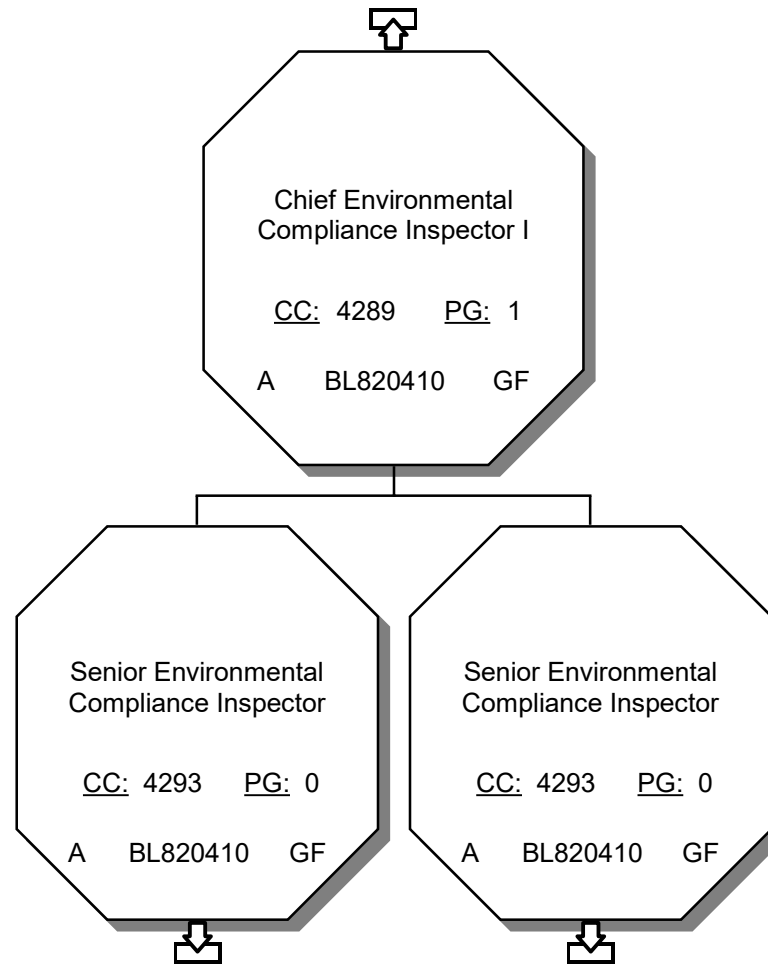 Chief Environmental
Compliance Inspector I
CC: 4289 PG: 1
A BL820410 GF
Senior Environmental
Compliance Inspector
CC: 4293 PG: 0
A BL820410 GF
Senior Environmental
Compliance Inspector
CC: 4293 PG: 0
A BL820410 GF